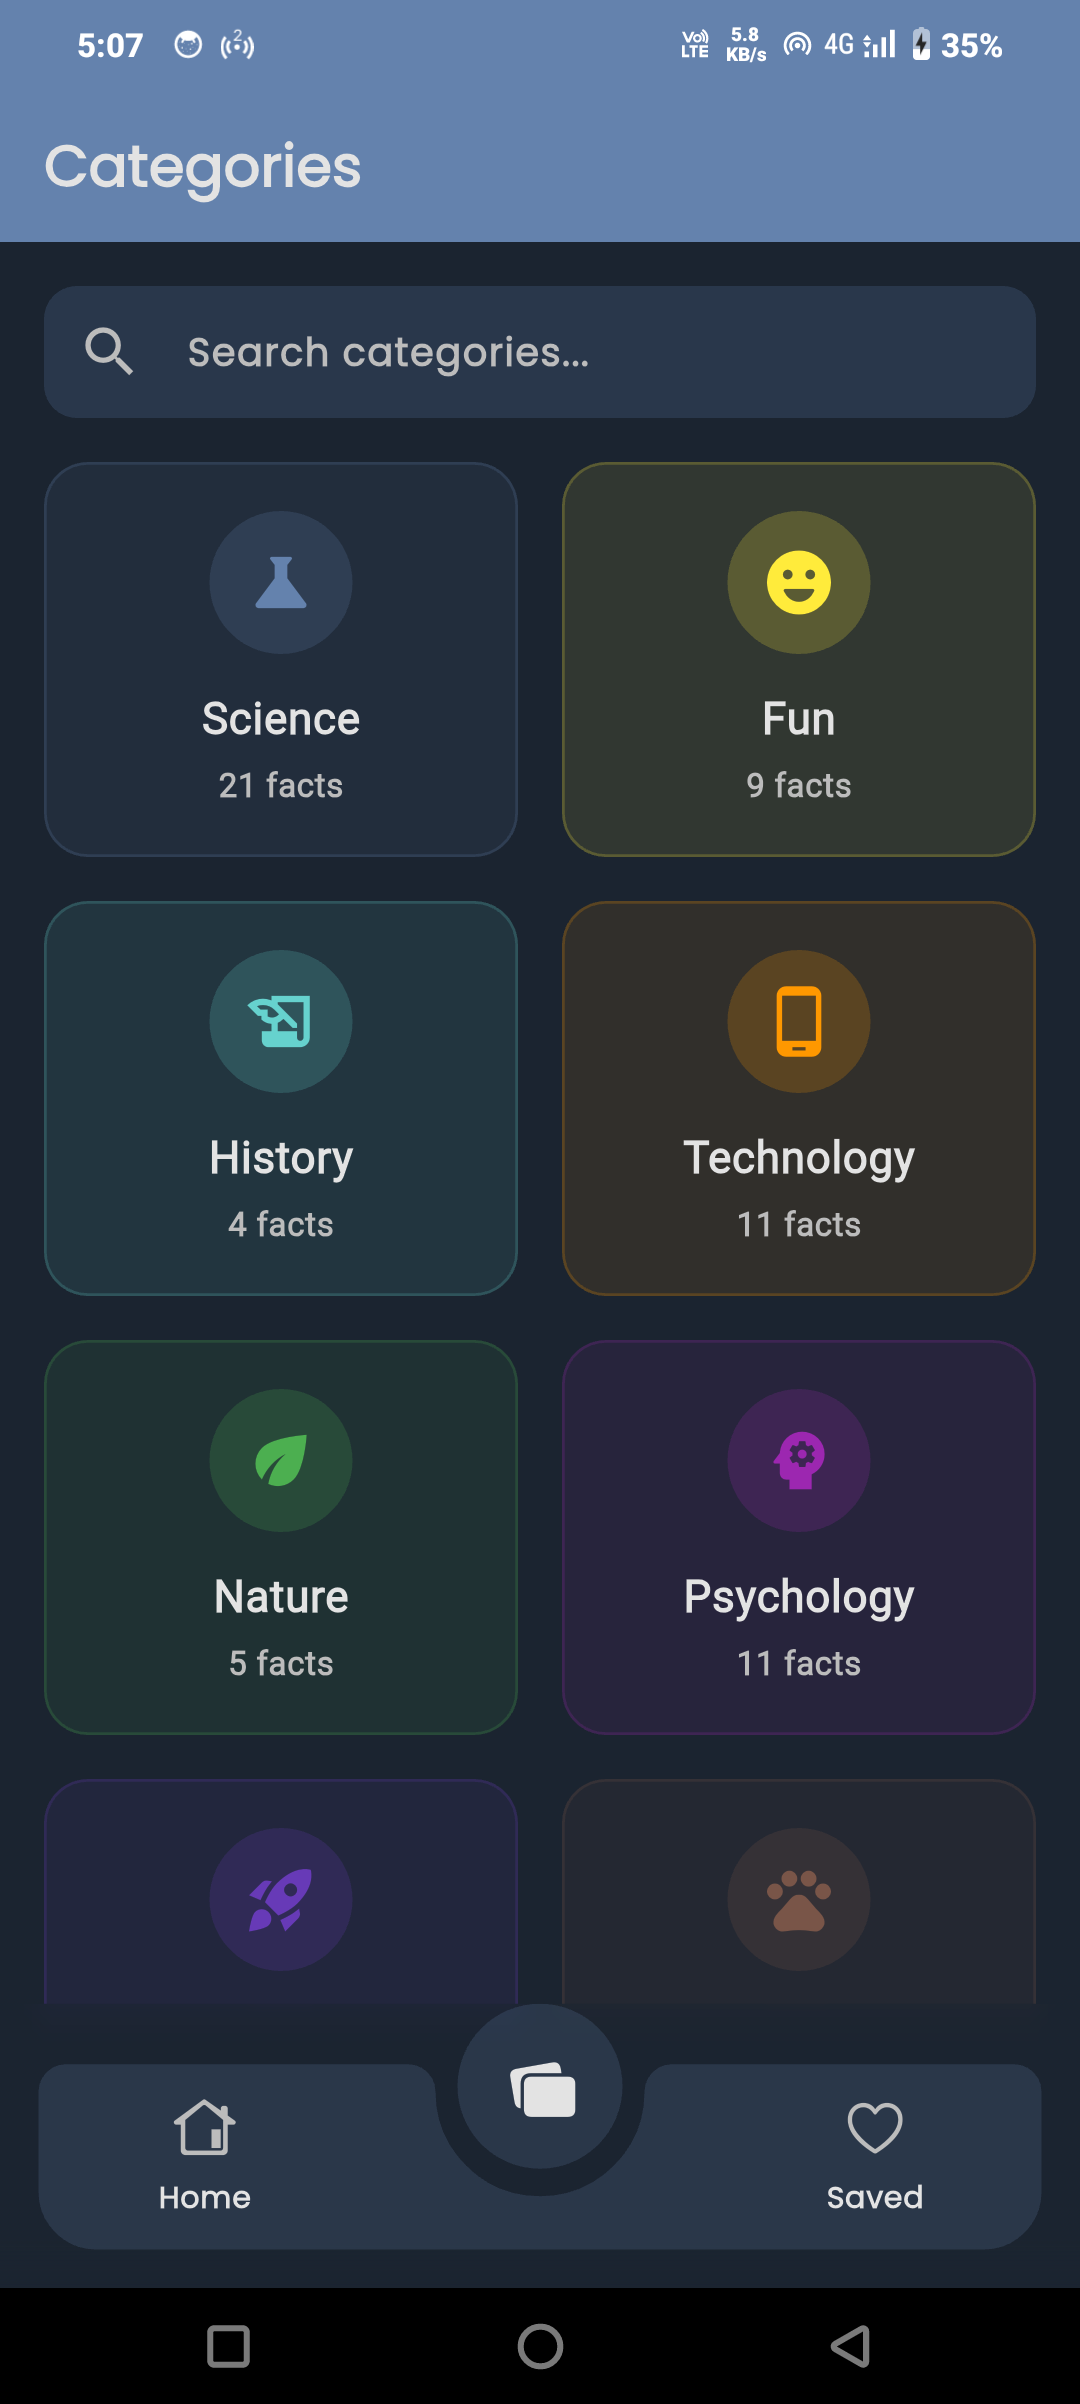 5:07
2
Vo) LTE
5.8 KB/s
4G
35%
Categories
Search categories...
Science
21 facts
Fun
9 facts
History
4 facts
Technology
11 facts
Nature
5 facts
Psychology
11 facts
Home
Saved